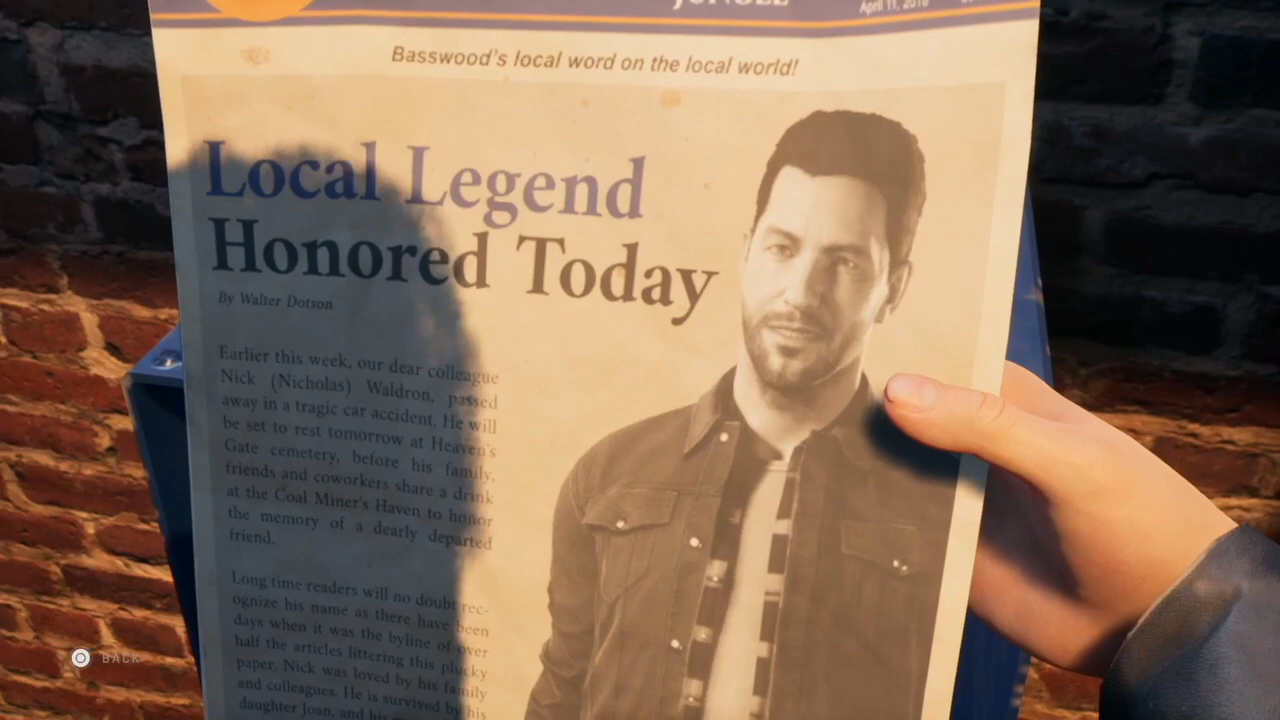 JUNGLE
April 11, 2016
Basswood's local word on the local world!
Local Legend
Honored Today
By Walter Dotson
Earlier this week, our dear colleague
Nick (Nicholas) Waldron, passed
away in a tragic car accident. He will
be set to rest tomorrow at Heaven's
Gate cemetery, before his family,
friends and coworkers share a drink
at the Coal Miner's Haven to honor
the memory of a dearly departed
friend.
Long time readers will no doubt rec-
ognize his name as there have been
days when it was the byline of over
half the articles littering this plucky
paper. Nick was loved by his family
and colleagues. He is survived by his
daughter Joan, and his
BACK